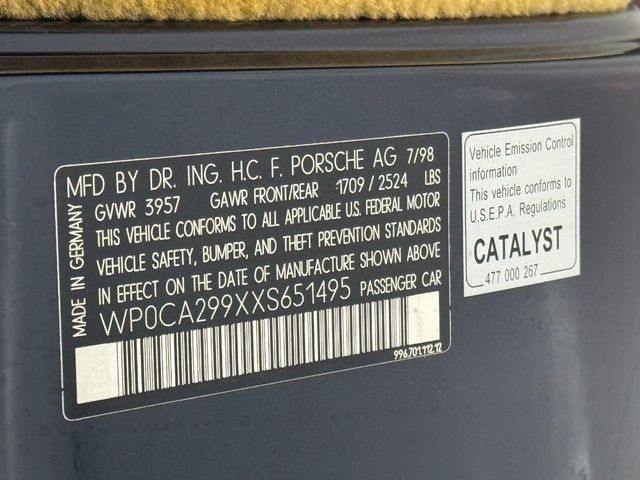 MFD BY DR. ING. H.C. F. PORSCHE AG 7/98
GVWR 3957 GAWR FRONT/REAR 1709 / 2524 LBS
THIS VEHICLE CONFORMS TO ALL APPLICABLE U.S. FEDERAL MOTOR
VEHICLE SAFETY, BUMPER, AND THEFT PREVENTION STANDARDS
IN EFFECT ON THE DATE OF MANUFACTURE SHOWN ABOVE
WP0CA299XXS651495 PASSENGER CAR
996.701.112.12
MADE IN GERMANY
Vehicle Emission Control
information
This vehicle conforms to
U.S.E.P.A. Regulations
CATALYST
477 000 267